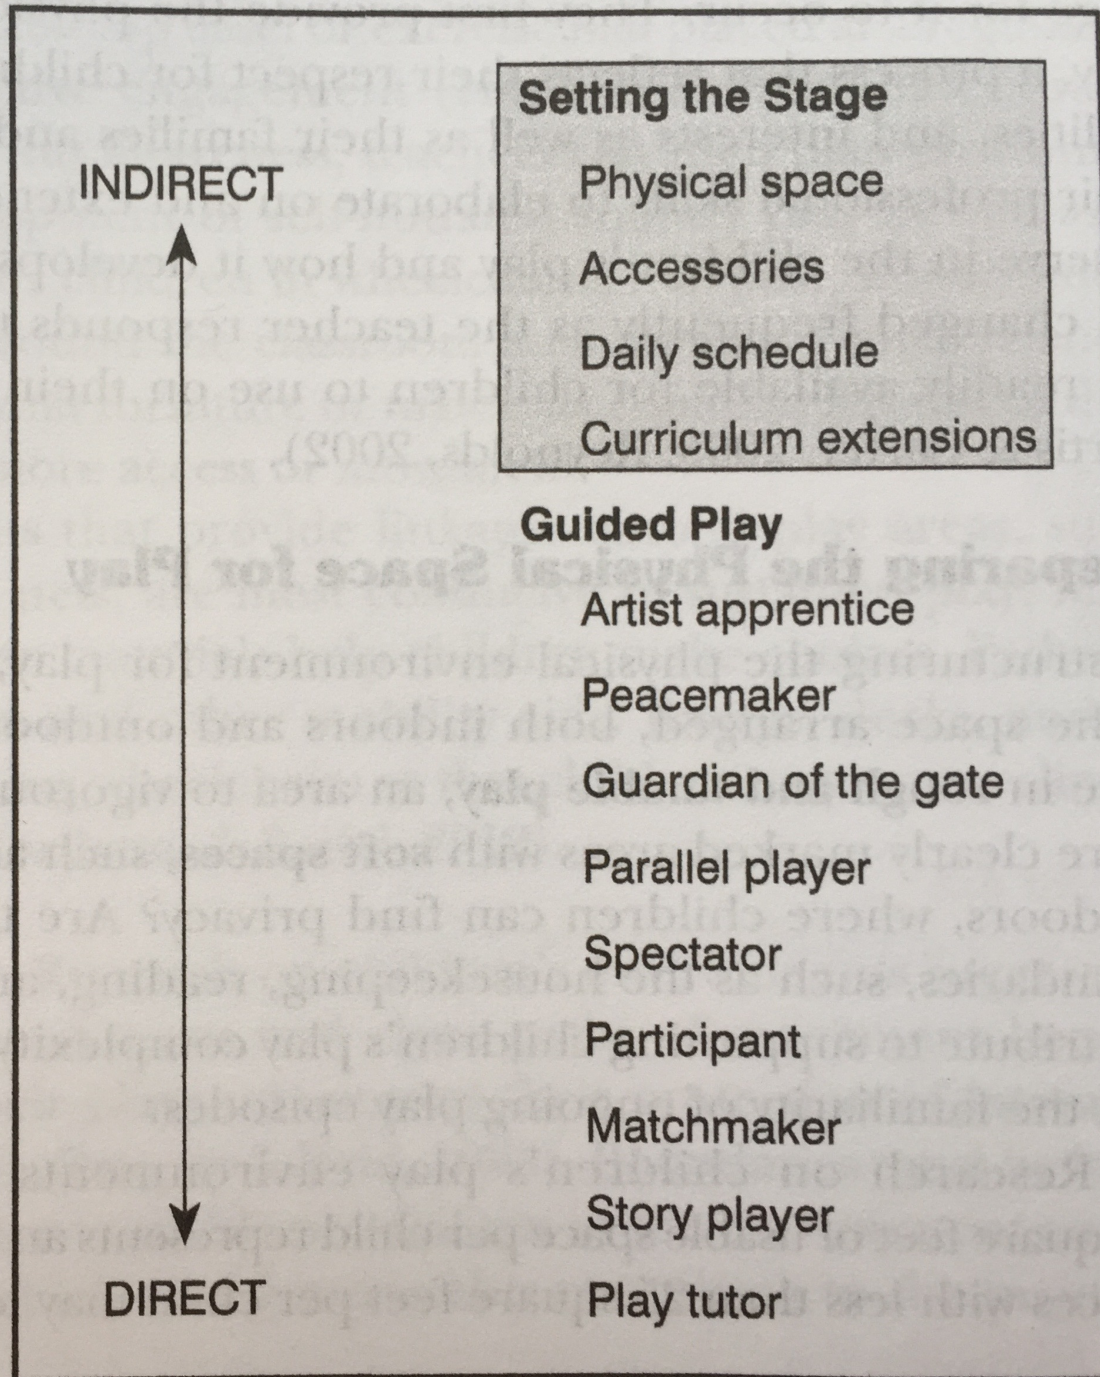 Setting the Stage
INDIRECT
Physical space
Accessories
Daily schedule
Curriculum extensions
Guided Play
Artist apprentice
Peacemaker
Guardian of the gate
Parallel player
Spectator
Participant
Matchmaker
Story player
DIRECT
Play tutor